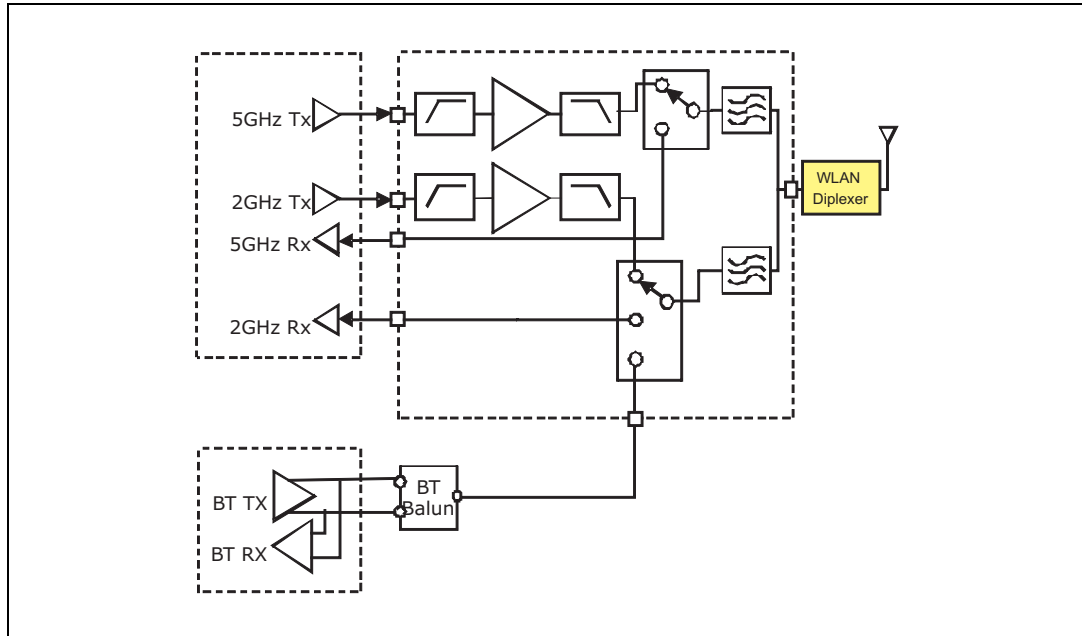 5GHz Tx
2GHz Tx
5GHz Rx
2GHz Rx
WLAN
Diplexer
BT TX
BT RX
BT
Balun